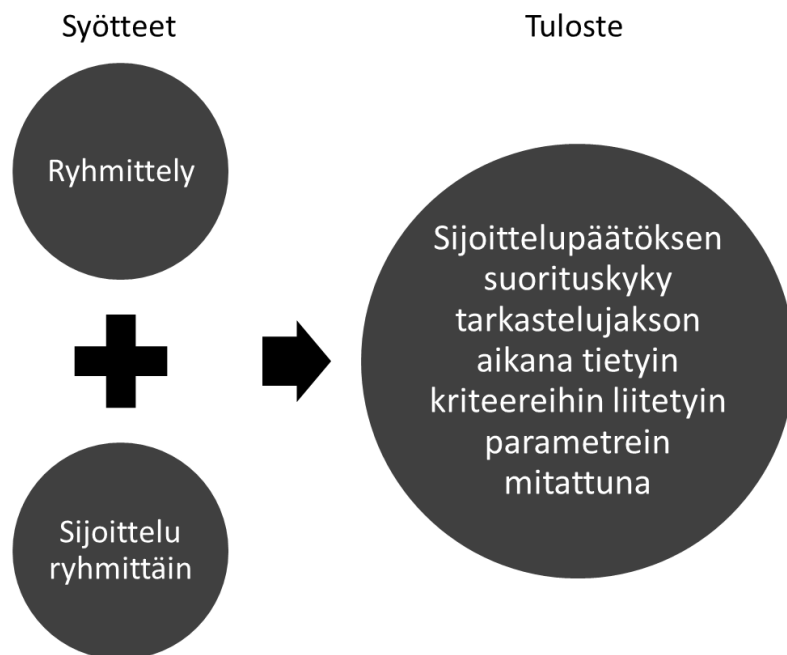 Syötteet
Ryhmittely
Sijoittelu
ryhmittäin
Tuloste
Sijoittelupäätöksen
suorituskyky
tarkastelujakson
aikana tietyin
kriteereihin liitetyin
parametrein
mitattuna